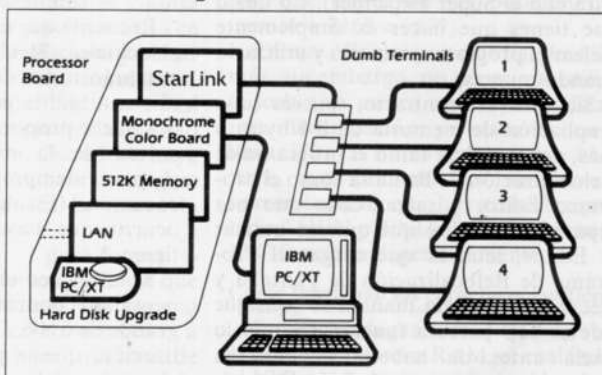 Processor
Board
StarLink
Monochrome
Color Board
512K Memory
LAN
IBM
PC/XT
Hard Disk Upgrade
IBM
PC/XT
Dumb Terminals
2
3
4